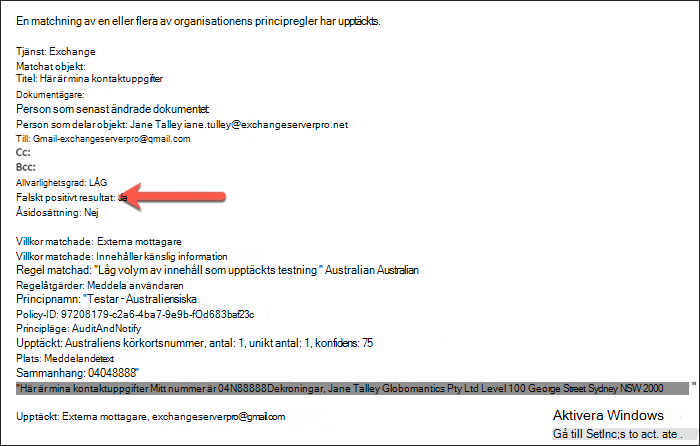 En matchning av en eller flera av organisationens principregler har upptäckts.
Tjänst: Exchange
Matchat objekt:
Titel: Här är mina kontaktuppgifter
Dokumentägare:
Person som senast ändrade dokumentet:
Person som delar objekt: Jane Talley iane.tulley@exchangeserverpro.net
Till: Gmail-exchangeserverpro@qmail.com
Cc:
Bcc:
Allvarlighetsgrad: LÅG
Falskt positivt resultat: Ja
Åsidosättning: Nej
Villkor matchade: Externa mottagare
Villkor matchade: Innehåller känslig information
Regel matchad: "Låg volym av innehåll som upptäckts testning " Australian Australian
Regelåtgärder: Meddela användaren
Principnamn: "Testar - Australiensiska
Policy-ID: 97208179-c2a6-4ba7-9e9b-fOd683baf23c
Principläge: AuditAndNotify
Upptäckt: Australiens körkortsnummer, antal: 1, unikt antal: 1, konfidens: 75
Plats: Meddelandetext
Sammanhang: 04048888"
"Här är mina kontaktuppgifter Mitt nummer är 04N88888Dekroningar, Jane Talley Globomantics Pty Ltd Level 100 George Street Sydney NSW 2000 "
Upptäckt: Externa mottagare, exchangeserverpro@gmail.com
Aktivera Windows
Gå till SetInc;s to act. ate .